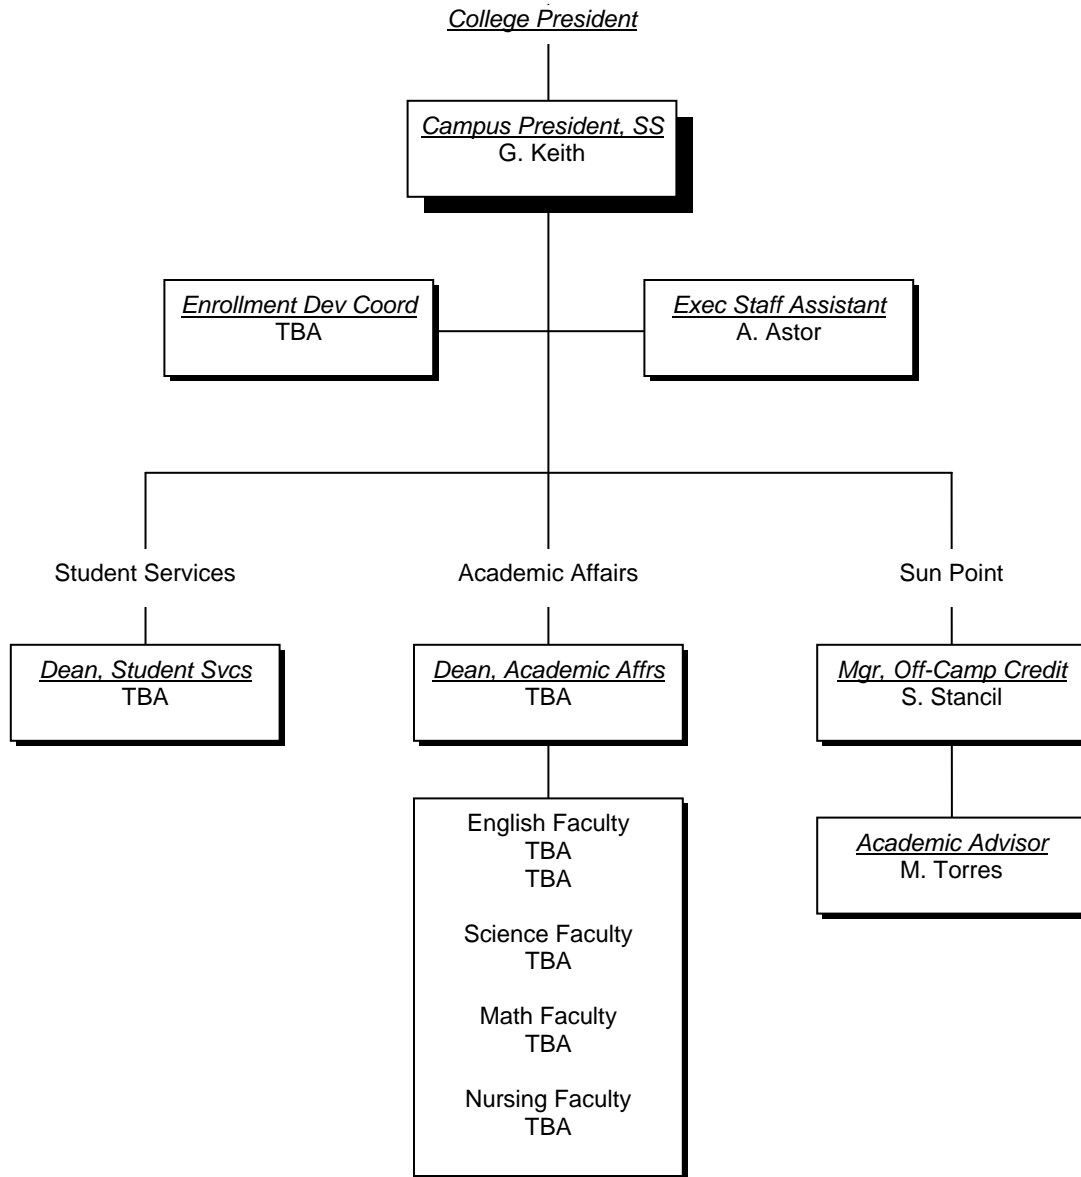 College President
Campus President, SS
G. Keith
Enrollment Dev Coord
TBA
Exec Staff Assistant
A. Astor
Student Services
Academic Affairs
Sun Point
Dean, Student Svcs
TBA
Dean, Academic Affrs
TBA
Mgr, Off-Camp Credit
S. Stancil
English Faculty
TBA
TBA
Science Faculty
TBA
Math Faculty
TBA
Nursing Faculty
TBA
Academic Advisor
M. Torres